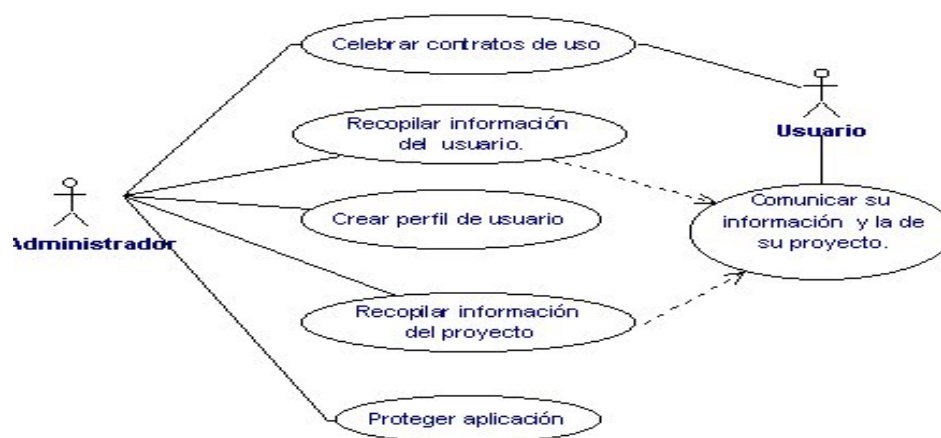 Celebrar contratos de uso
Usuario
Recopilar información
del usuario.
Comunicar su
información y la de
su proyecto.
Crear perfil de usuario
Administrador
Recopilar información
del proyecto
Proteger aplicación